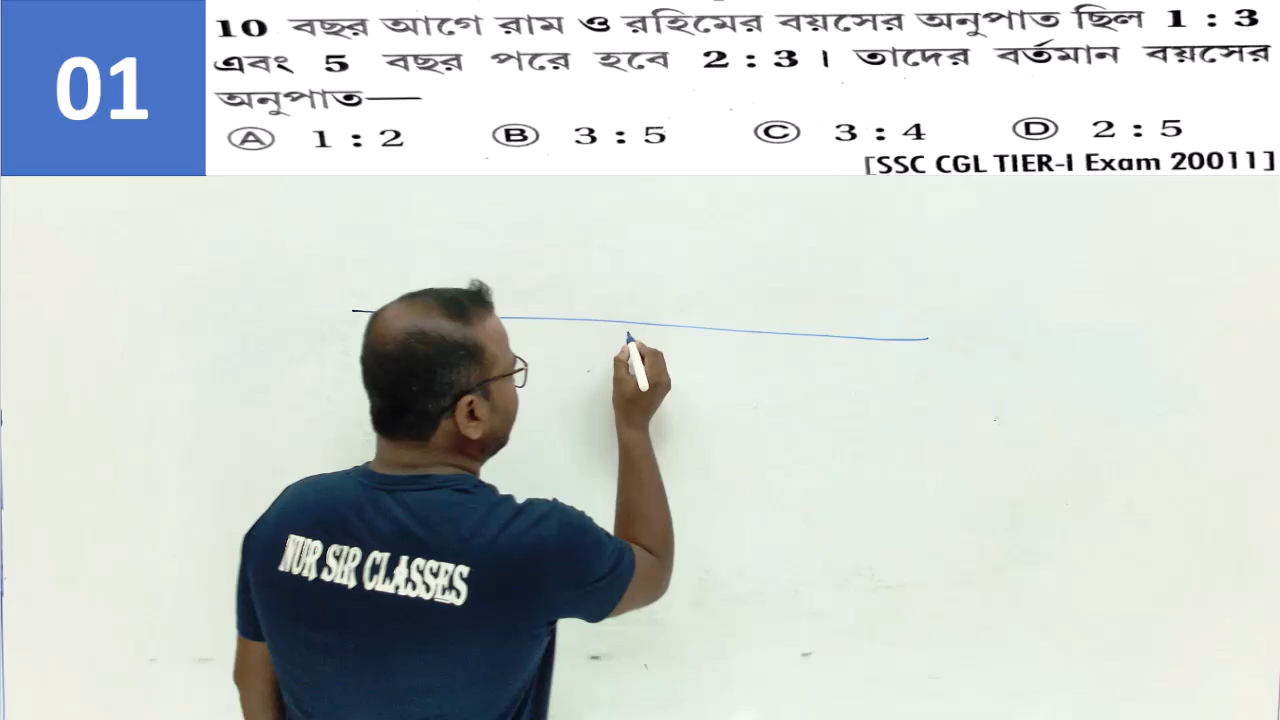 01
10 বছর আগে রাম ও রহিমের বয়সের অনুপাত ছিল 1 : 3
এবং 5 বছর পরে হবে 2 : 3 । তাদের বর্তমান বয়সের
অনুপাত—
Ⓐ 1 : 2 Ⓑ 3 : 5 Ⓒ 3 : 4 Ⓓ 2 : 5
[SSC CGL TIER-I Exam 20011]
NUR SIR CLASSES